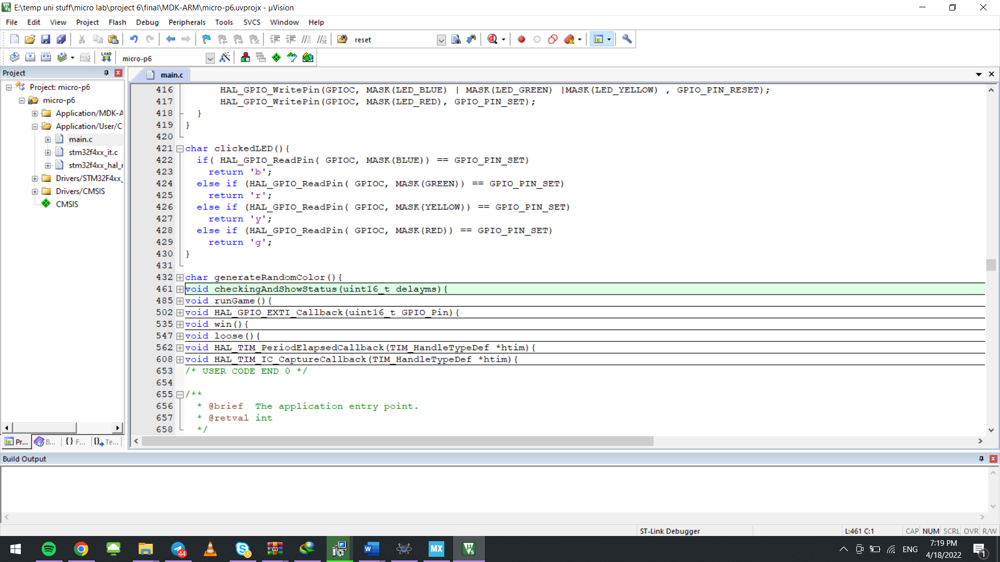 E:\temp uni stuff\micro lab\project 6\final\MDK-ARM\micro-p6.uvprojx - µVision
File Edit View Project Flash Debug Peripherals Tools SVCS Window Help
reset
LOAD micro-p6
Project
Project: micro-p6
micro-p6
Application/MDK-A
Application/User/C
main.c
stm32f4xx_it.c
stm32f4xx_hal_r
Drivers/STM32F4xx_
Drivers/CMSIS
CMSIS
Pr... B... {} F... Te...
main.c
416 HAL_GPIO_WritePin(GPIOC, MASK(LED_BLUE) | MASK(LED_GREEN) |MASK(LED_YELLOW) , GPIO_PIN_RESET);
417 HAL_GPIO_WritePin(GPIOC, MASK(LED_RED), GPIO_PIN_SET);
418 }
419 }
420
421 char clickedLED(){
422 if( HAL_GPIO_ReadPin( GPIOC, MASK(BLUE)) == GPIO_PIN_SET)
423 return 'b';
424 else if (HAL_GPIO_ReadPin( GPIOC, MASK(GREEN)) == GPIO_PIN_SET)
425 return 'r';
426 else if (HAL_GPIO_ReadPin( GPIOC, MASK(YELLOW)) == GPIO_PIN_SET)
427 return 'y';
428 else if (HAL_GPIO_ReadPin( GPIOC, MASK(RED)) == GPIO_PIN_SET)
429 return 'g';
430 }
431
432 char generateRandomColor(){
461 void checkingAndShowStatus(uint16_t delayms){
485 void runGame(){
502 void HAL_GPIO_EXTI_Callback(uint16_t GPIO_Pin){
535 void win(){
547 void loose(){
562 void HAL_TIM_PeriodElapsedCallback(TIM_HandleTypeDef *htim){
608 void HAL_TIM_IC_CaptureCallback(TIM_HandleTypeDef *htim){
653 /* USER CODE END 0 */
654
655 /**
656 * @brief The application entry point.
657 * @retval int
658 */
Build Output
ST-Link Debugger L:461 C:1 CAP NUM SCRL OVR R/W
44 MX ENG 7:19 PM
4/18/2022
1